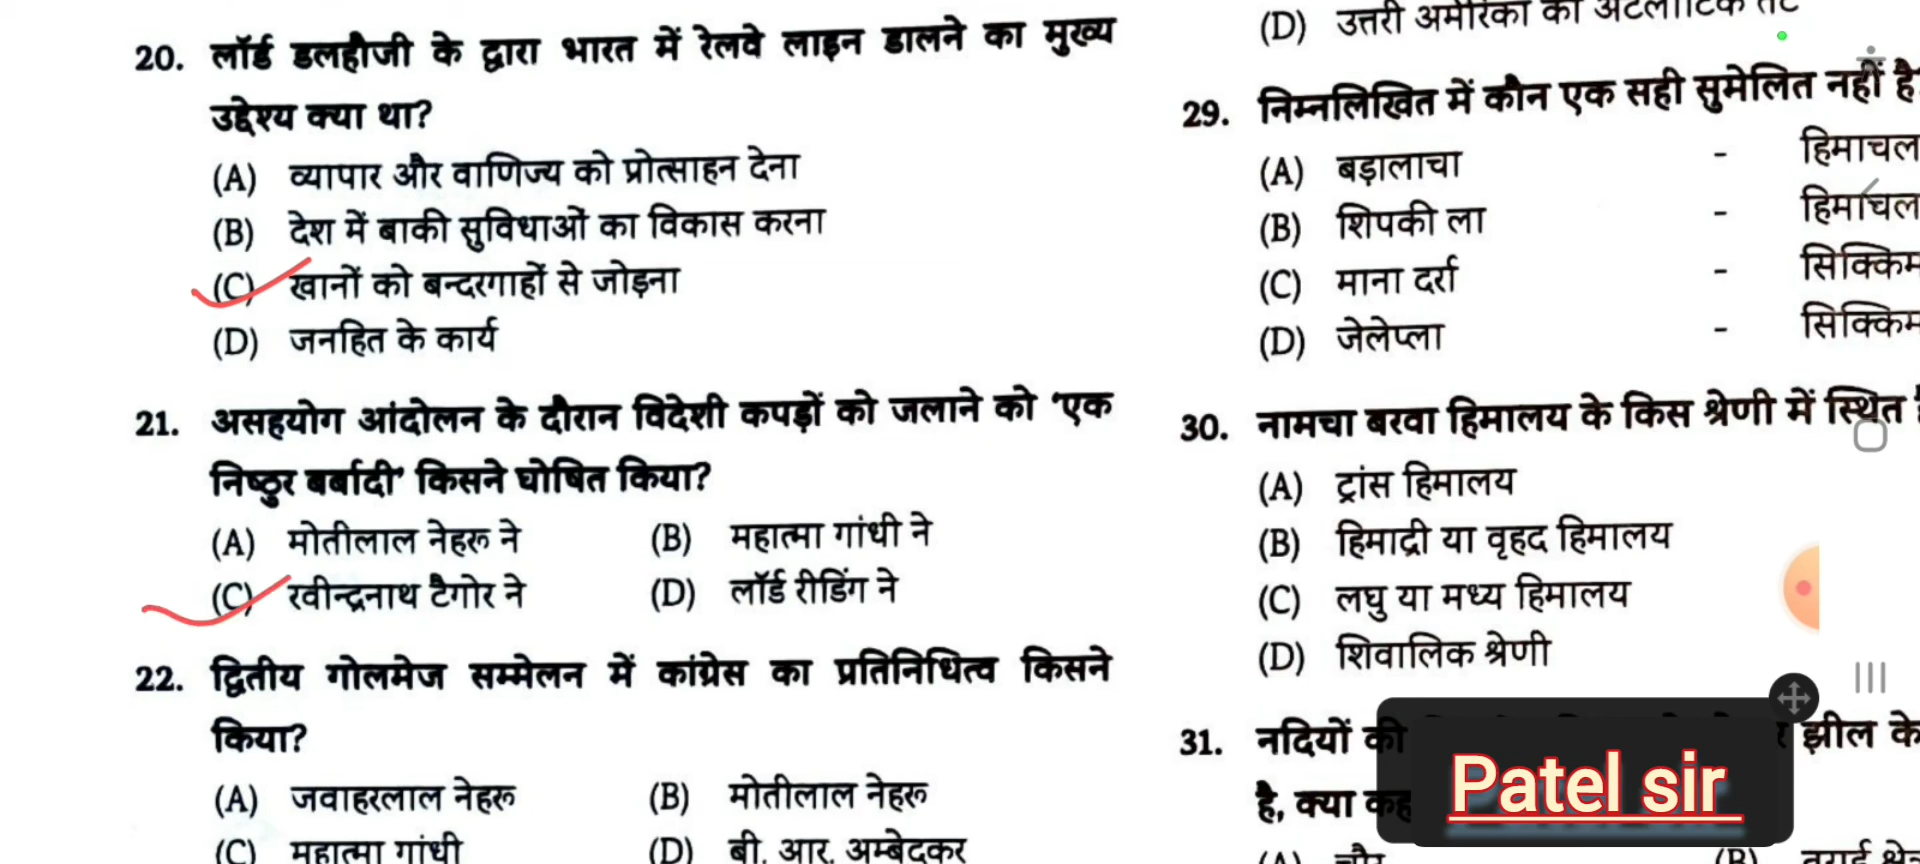 20. लॉर्ड डलहौजी के द्वारा भारत में रेलवे लाइन डालने का मुख्य
उद्देश्य क्या था?
(A) व्यापार और वाणिज्य को प्रोत्साहन देना
(B) देश में बाकी सुविधाओं का विकास करना
(C) खानों को बन्दरगाहों से जोड़ना
(D) जनहित के कार्य
21. असहयोग आंदोलन के दौरान विदेशी कपड़ों को जलाने को 'एक
निष्ठुर बर्बादी' किसने घोषित किया?
(A) मोतीलाल नेहरू ने (B) महात्मा गांधी ने
(C) रवीन्द्रनाथ टैगोर ने (D) लॉर्ड रीडिंग ने
22. द्वितीय गोलमेज सम्मेलन में कांग्रेस का प्रतिनिधित्व किसने
किया?
(A) जवाहरलाल नेहरू (B) मोतीलाल नेहरू
(C) महात्मा गांधी (D) बी. आर. अम्बेदकर
(D) उत्तरी अमेरिका का अटलांटिक तट
29. निम्नलिखित में कौन एक सही सुमेलित नहीं है
(A) बड़ालाचा - हिमाचल
(B) शिपकी ला - हिमाचल
(C) माना दर्रा - सिक्किम
(D) जेलेप्ला - सिक्किम
30. नामचा बरवा हिमालय के किस श्रेणी में स्थित
(A) ट्रांस हिमालय
(B) हिमाद्री या वृहद हिमालय
(C) लघु या मध्य हिमालय
(D) शिवालिक श्रेणी
31. नदियों की झील के
है, क्या
(A) चौर (B)
Patel sir